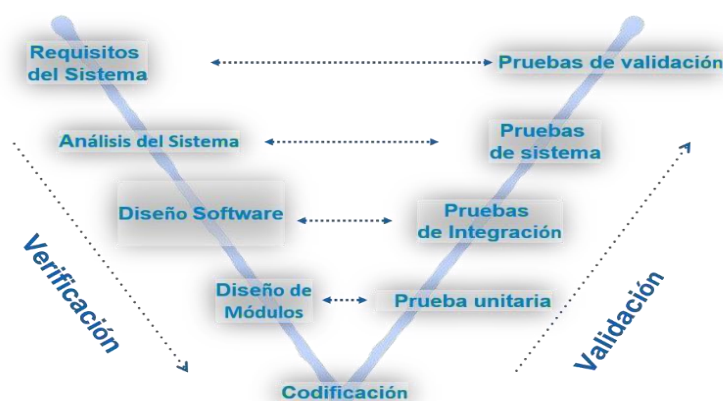 Requisitos
del Sistema
Pruebas de validación
Análisis del Sistema
Pruebas
de sistema
Diseño Software
Pruebas
de Integración
Diseño de
Módulos
Prueba unitaria
Codificación
Verificación
Validación